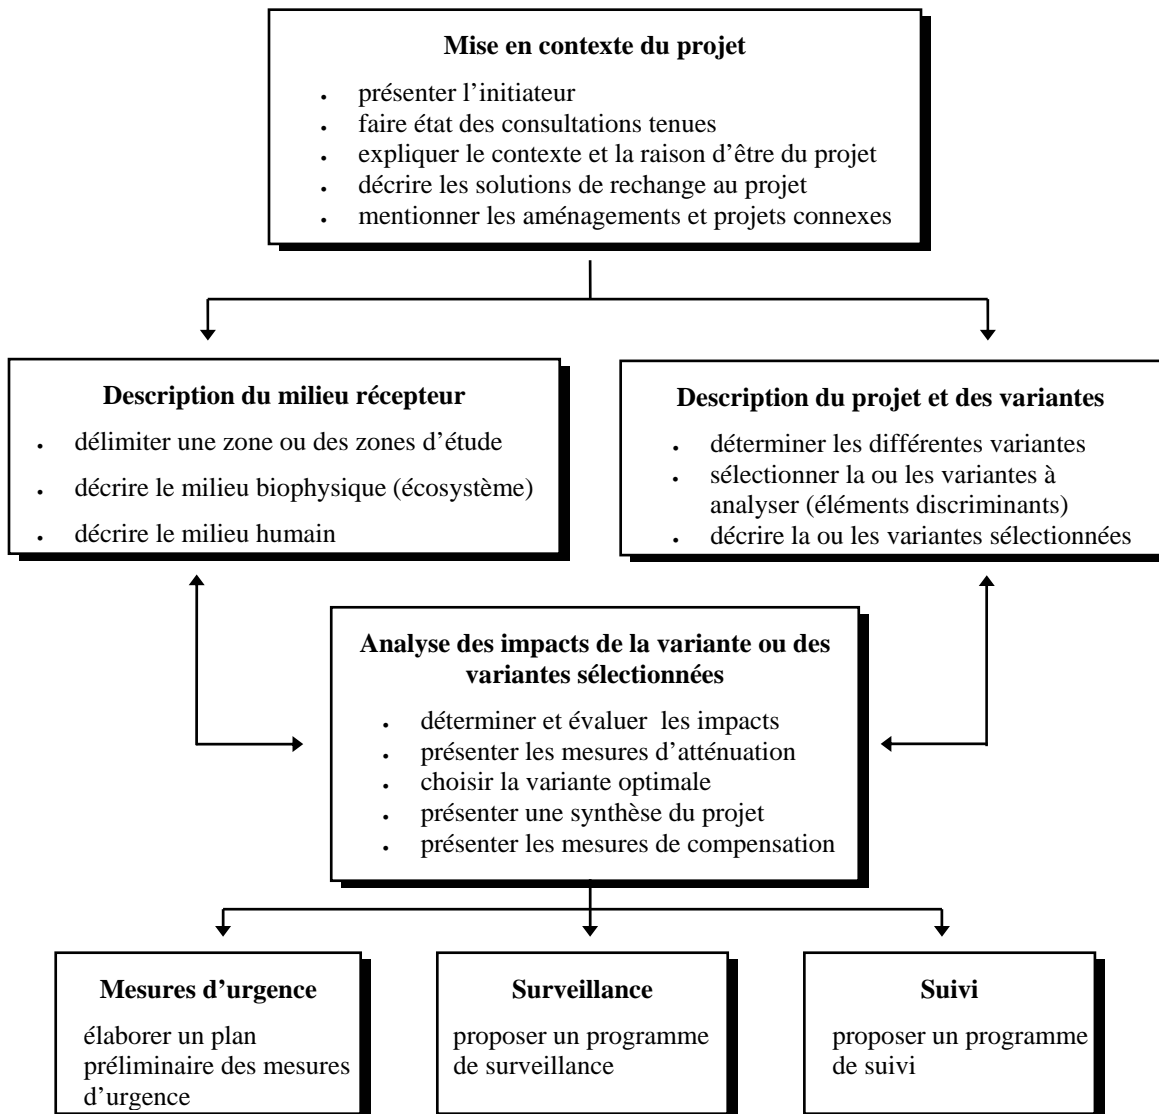 Mise en contexte du projet
• présenter l’initiateur
• faire état des consultations tenues
• expliquer le contexte et la raison d’être du projet
• décrire les solutions de rechange au projet
• mentionner les aménagements et projets connexes
Description du milieu récepteur
• délimiter une zone ou des zones d’étude
• décrire le milieu biophysique (écosystème)
• décrire le milieu humain
Description du projet et des variantes
• déterminer les différentes variantes
• sélectionner la ou les variantes à
analyser (éléments discriminants)
• décrire la ou les variantes sélectionnées
Analyse des impacts de la variante ou des
variantes sélectionnées
• déterminer et évaluer les impacts
• présenter les mesures d’atténuation
• choisir la variante optimale
• présenter une synthèse du projet
• présenter les mesures de compensation
Mesures d’urgence
élaborer un plan
préliminaire des mesures
d’urgence
Surveillance
proposer un programme
de surveillance
Suivi
proposer un programme
de suivi